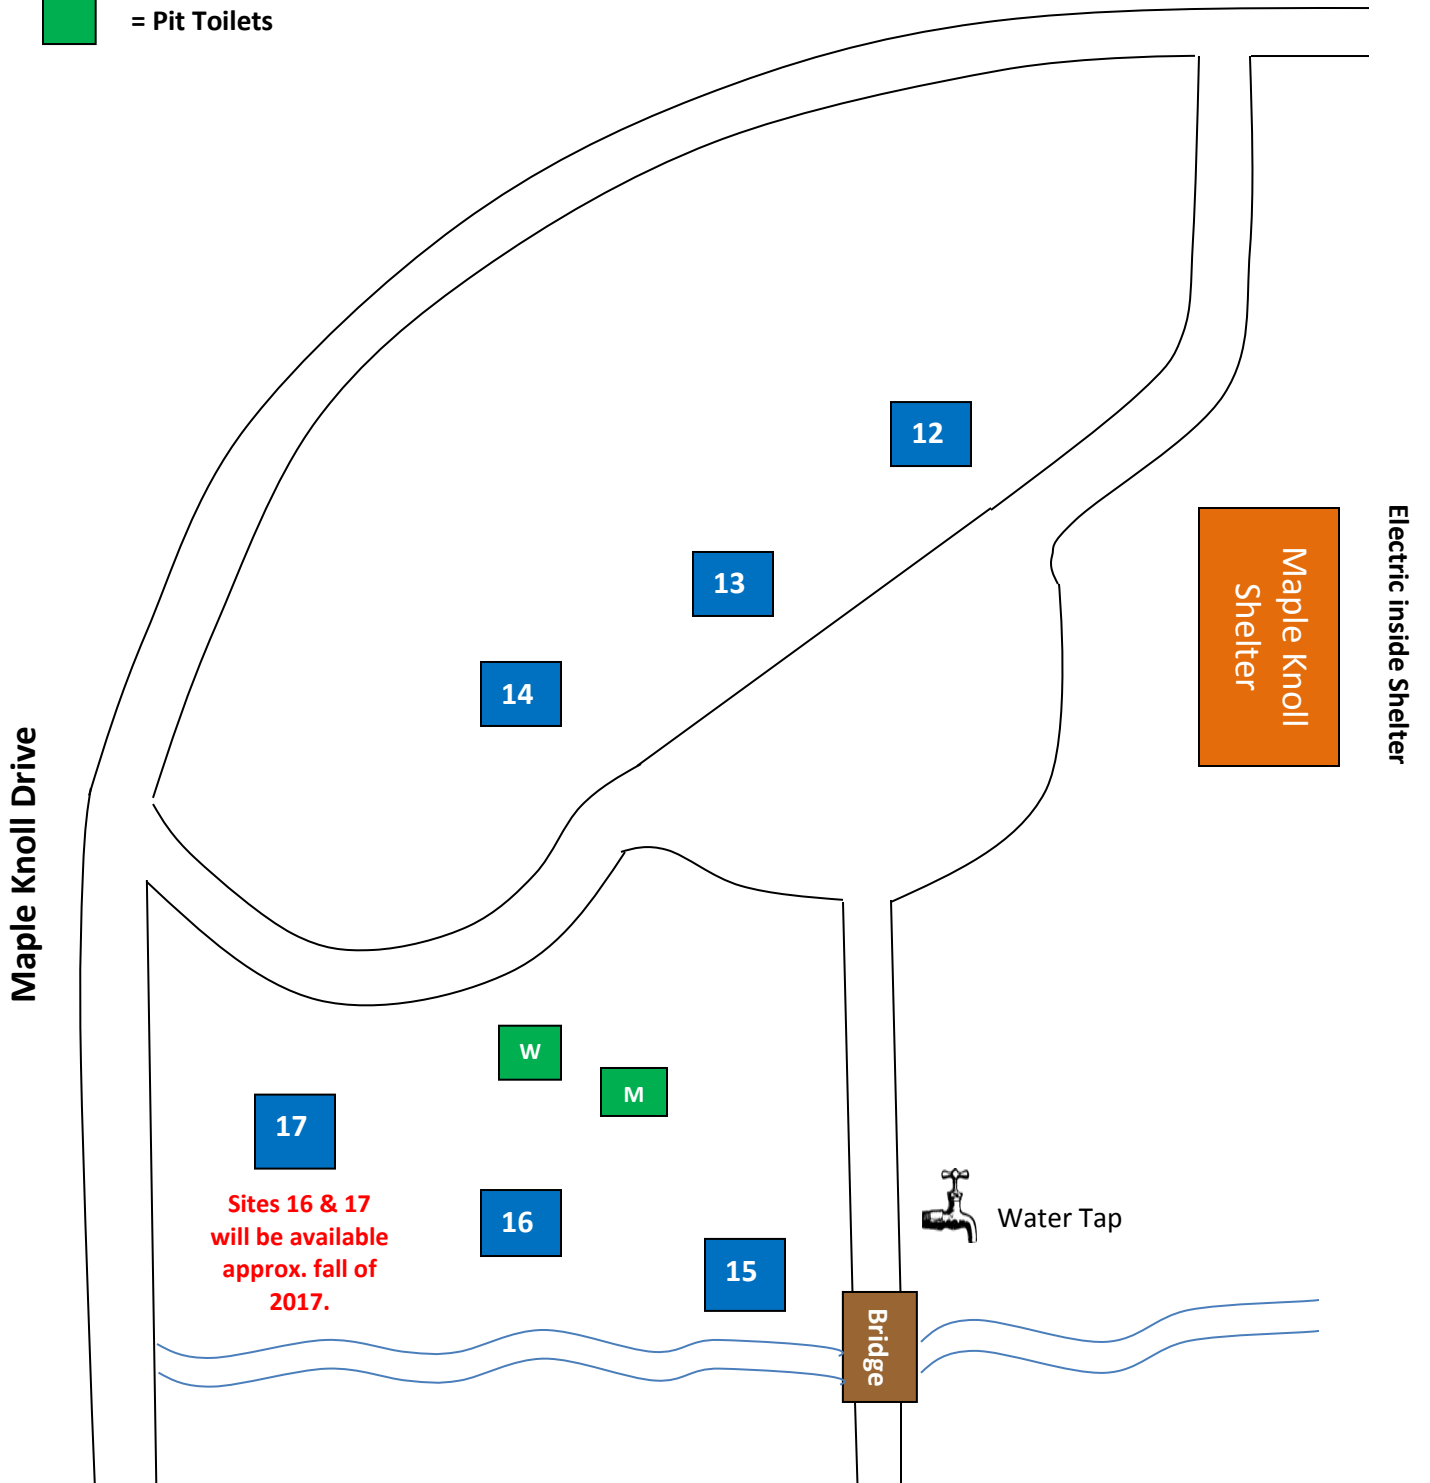 = Pit Toilets
12
Electric inside Shelter
Maple Knoll
Shelter
13
14
Maple Knoll Drive
W
M
17
Sites 16 & 17
will be available
approx. fall of
2017.
16
Water Tap
15
Bridge